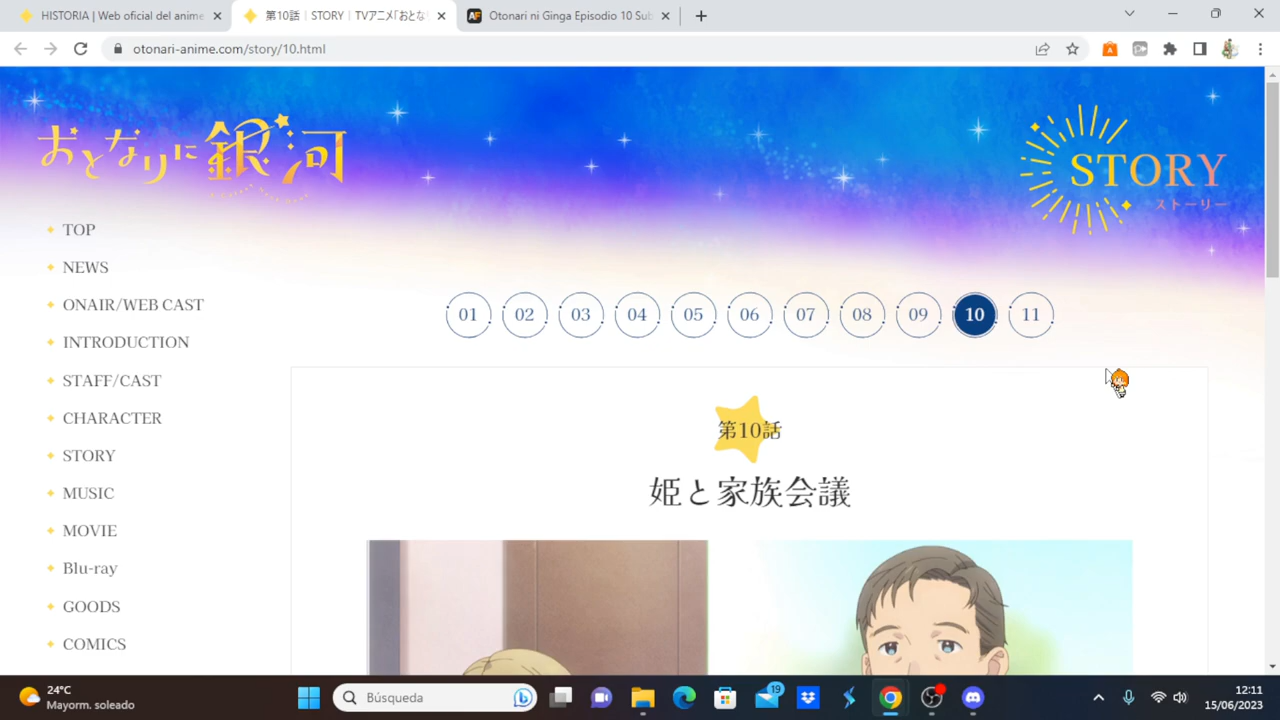 HISTORIA | Web oficial del anime
第10話｜STORY｜TVアニメ「おとな
Otonari ni Ginga Episodio 10 Sub
otonari-anime.com/story/10.html
おとなりに銀河
STORY
ストーリー
TOP
NEWS
ONAIR/WEB CAST
INTRODUCTION
STAFF/CAST
CHARACTER
STORY
MUSIC
MOVIE
Blu-ray
GOODS
COMICS
01 02 03 04 05 06 07 08 09 10 11
第10話
姫と家族会議
24°C
Mayorm. soleado
Búsqueda
19
12:11
15/06/2023